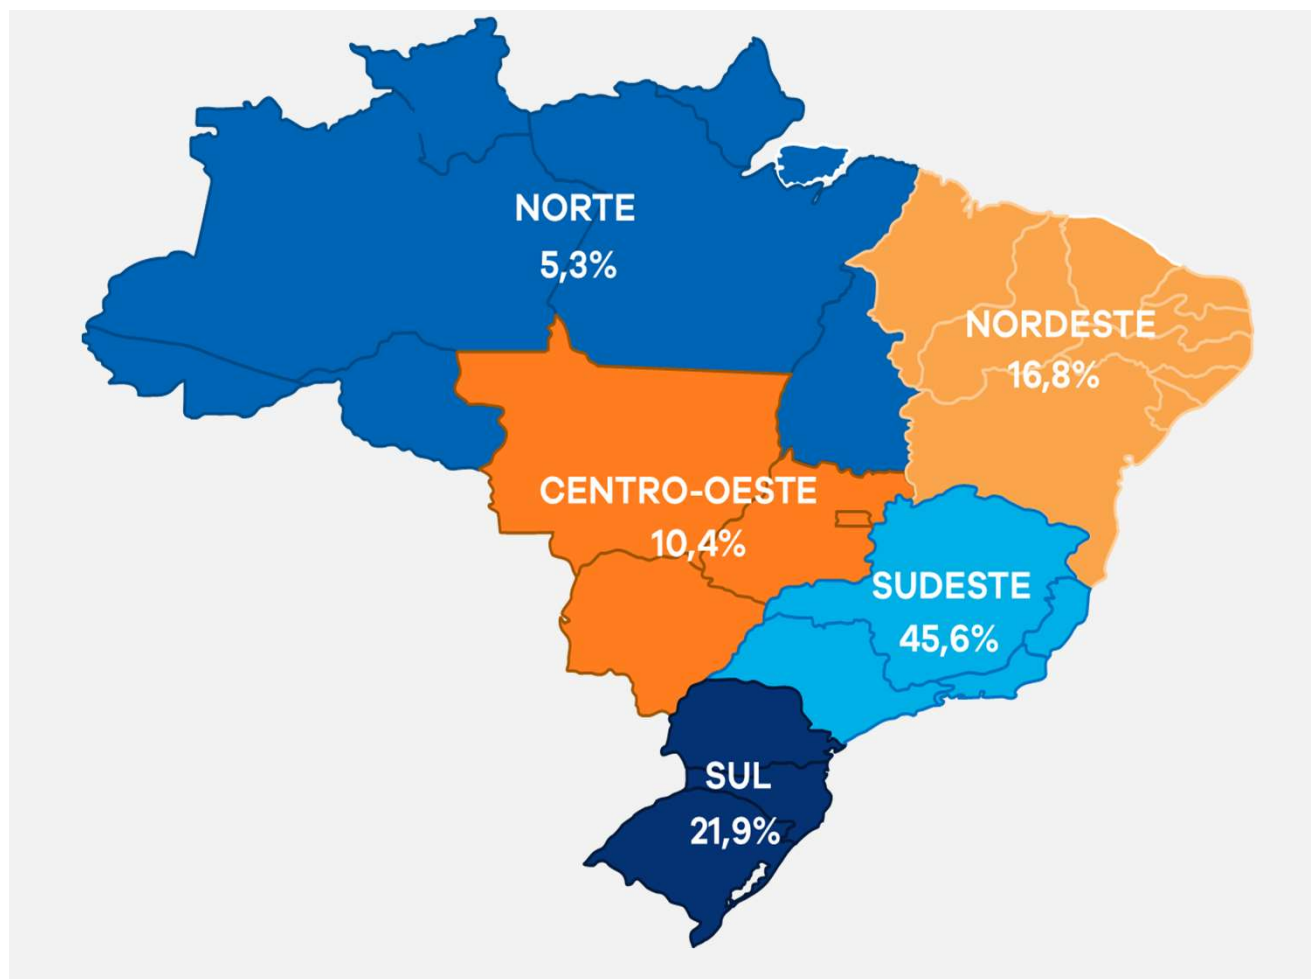 NORTE
5,3%
NORDESTE
16,8%
CENTRO-OESTE
10,4%
SUDESTE
45,6%
SUL
21,9%